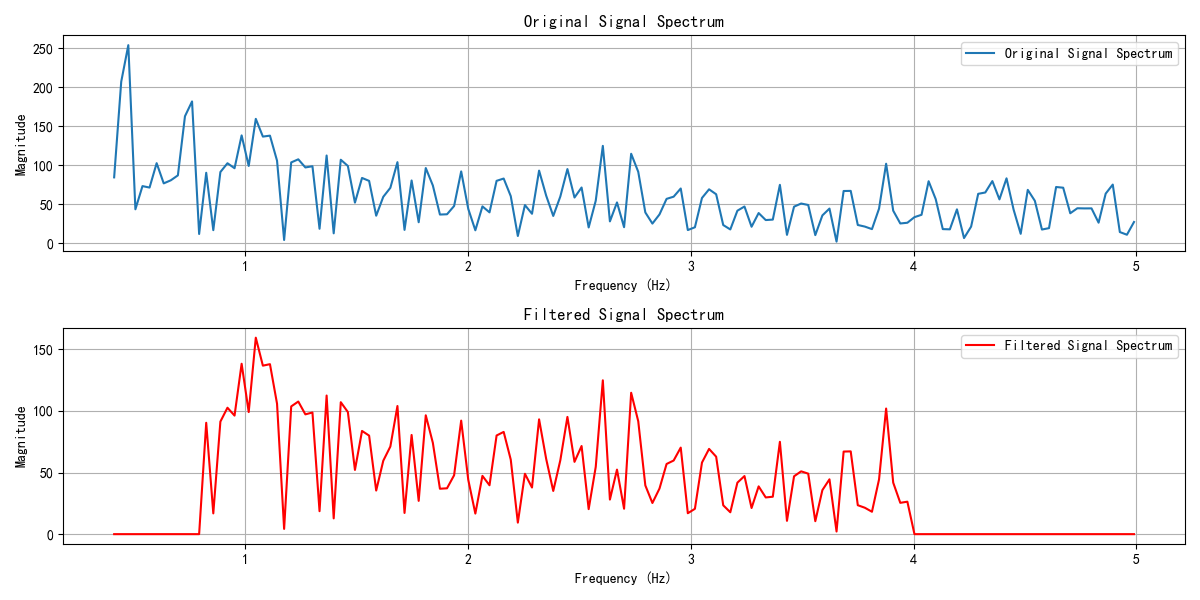 Original Signal Spectrum
250
200
150
100
50
0
Magnitude
Original Signal Spectrum
1
2
3
4
5
Frequency (Hz)
Filtered Signal Spectrum
150
100
50
0
Magnitude
Filtered Signal Spectrum
1
2
3
4
5
Frequency (Hz)